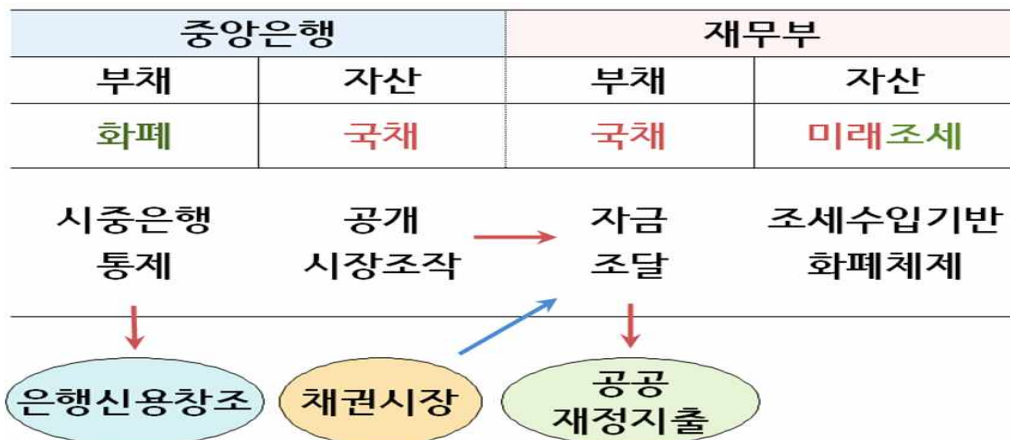 중앙은행 재무부
부채 자산 부채 자산
화폐 국채 국채 미래조세
시중은행 공개 자금 조세수입기반
통제 시장조작 조달 화폐체제
은행신용창조 채권시장 공공
재정지출